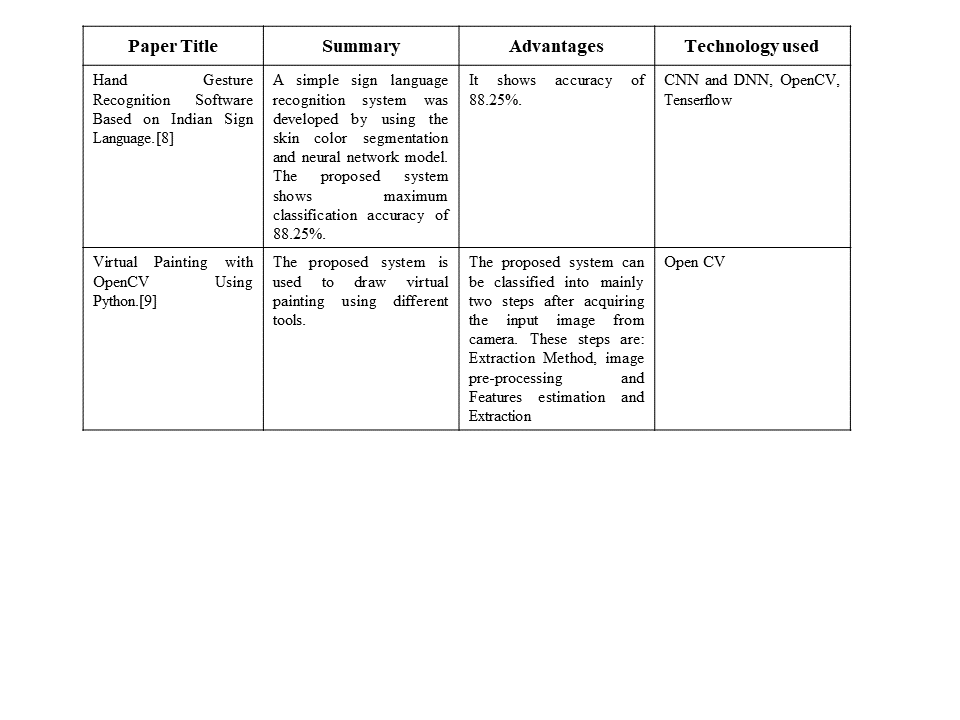 Paper Title
Summary
Advantages
Technology used
Hand Gesture
Recognition Software
Based on Indian Sign
Language.[8]
A simple sign language
recognition system was
developed by using the
skin color segmentation
and neural network model.
The proposed system
shows maximum
classification accuracy of
88.25%.
It shows accuracy of
88.25%.
CNN and DNN, OpenCV,
Tenserflow
Virtual Painting with
OpenCV Using
Python.[9]
The proposed system is
used to draw virtual
painting using different
tools.
The proposed system can
be classified into mainly
two steps after acquiring
the input image from
camera. These steps are:
Extraction Method, image
pre-processing and
Features estimation and
Extraction
Open CV